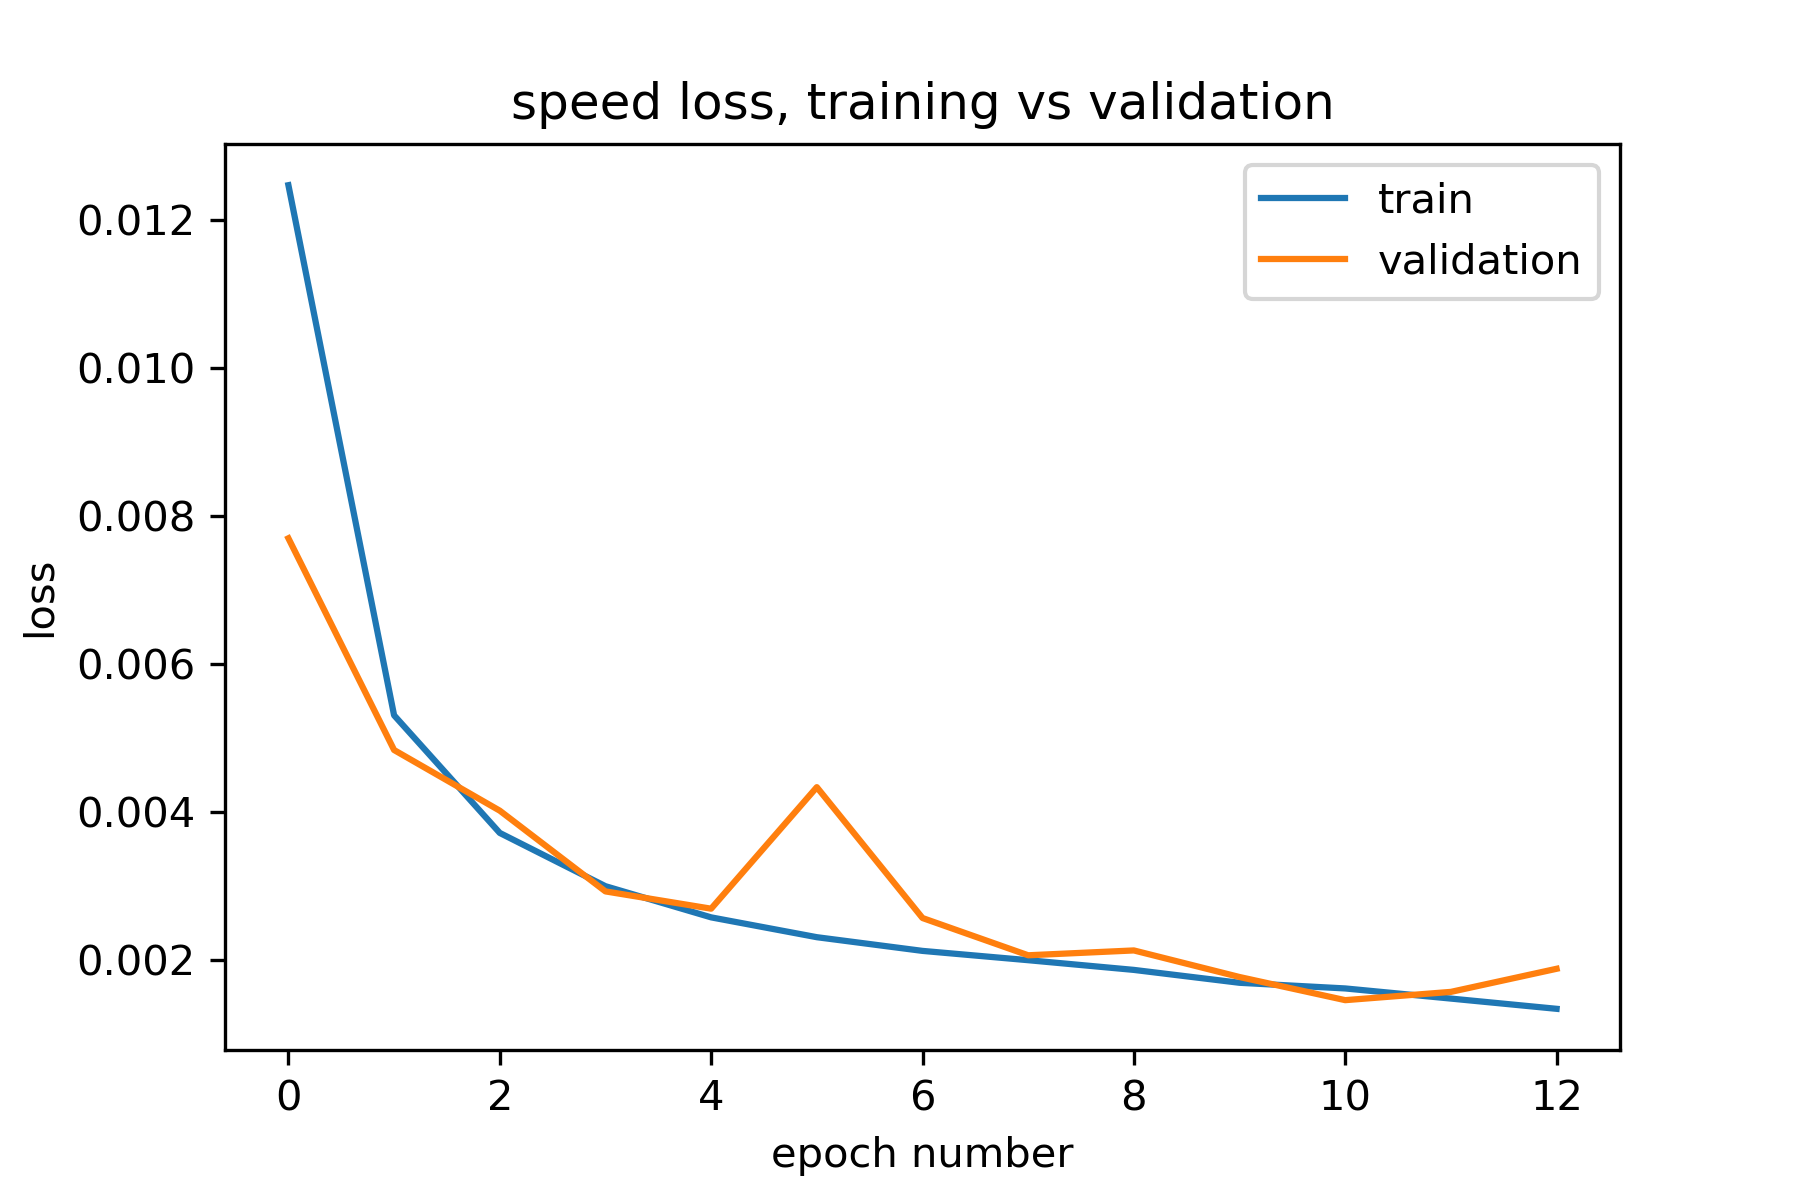 speed loss, training vs validation
train
validation
0.012
0.010
0.008
0.006
0.004
0.002
loss
0 2 4 6 8 10 12
epoch number